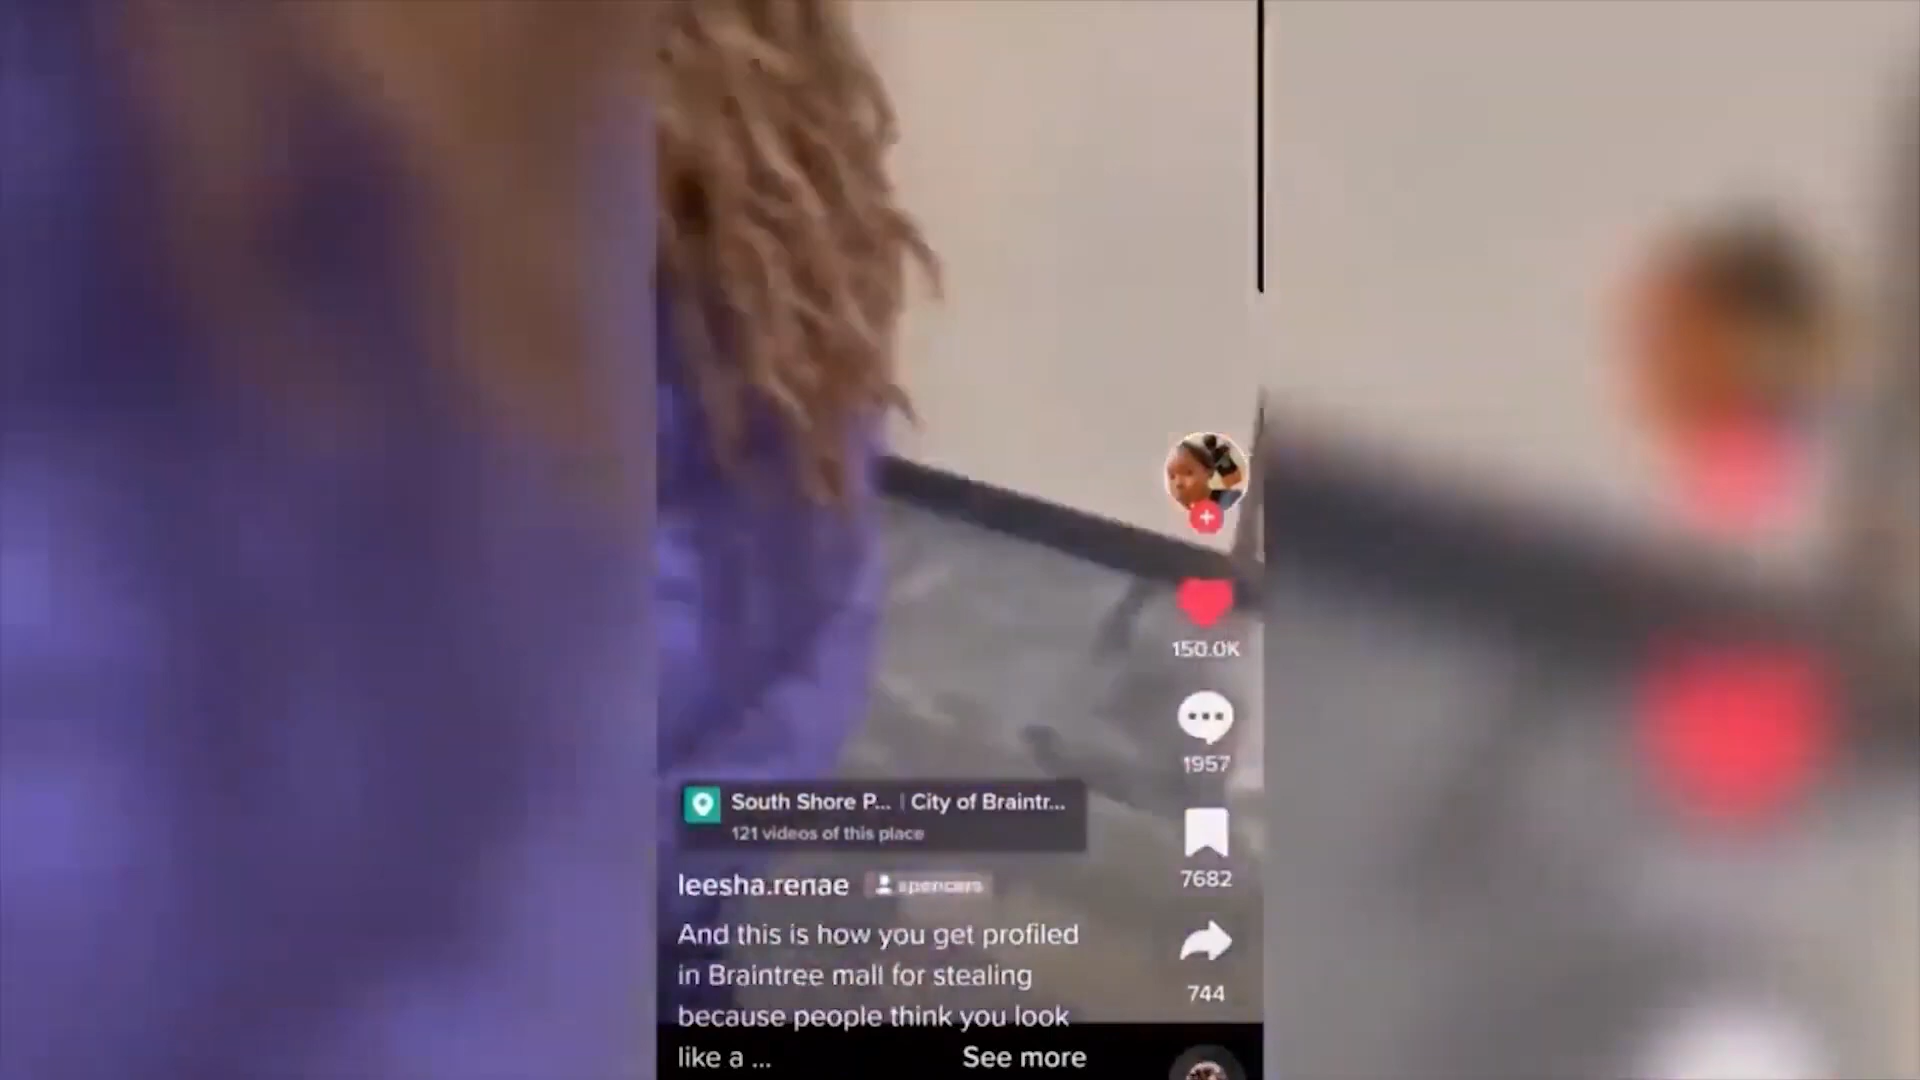 150.0K
1957
South Shore P... | City of Braintr...
121 videos of this place
7682
leesha.renae spencers
And this is how you get profiled
in Braintree mall for stealing
because people think you look
like a ... See more
744